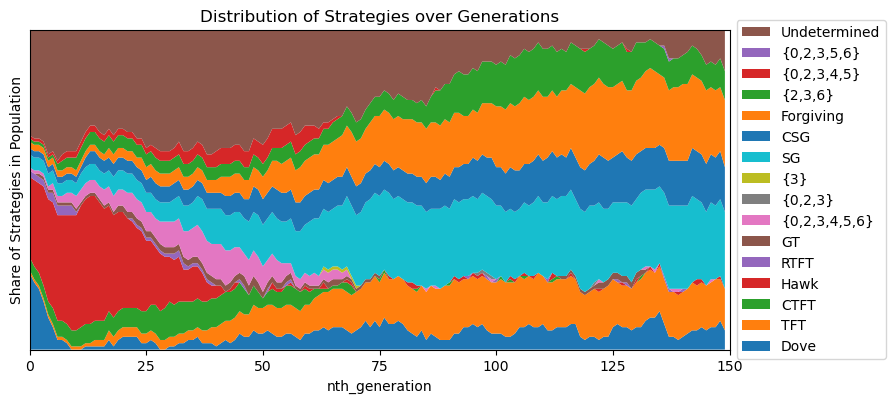 Distribution of Strategies over Generations
Share of Strategies in Population
0
25
50
75
100
125
150
nth_generation
Undetermined
{0,2,3,5,6}
{0,2,3,4,5}
{2,3,6}
Forgiving
CSG
SG
{3}
{0,2,3}
{0,2,3,4,5,6}
GT
RTFT
Hawk
CTFT
TFT
Dove